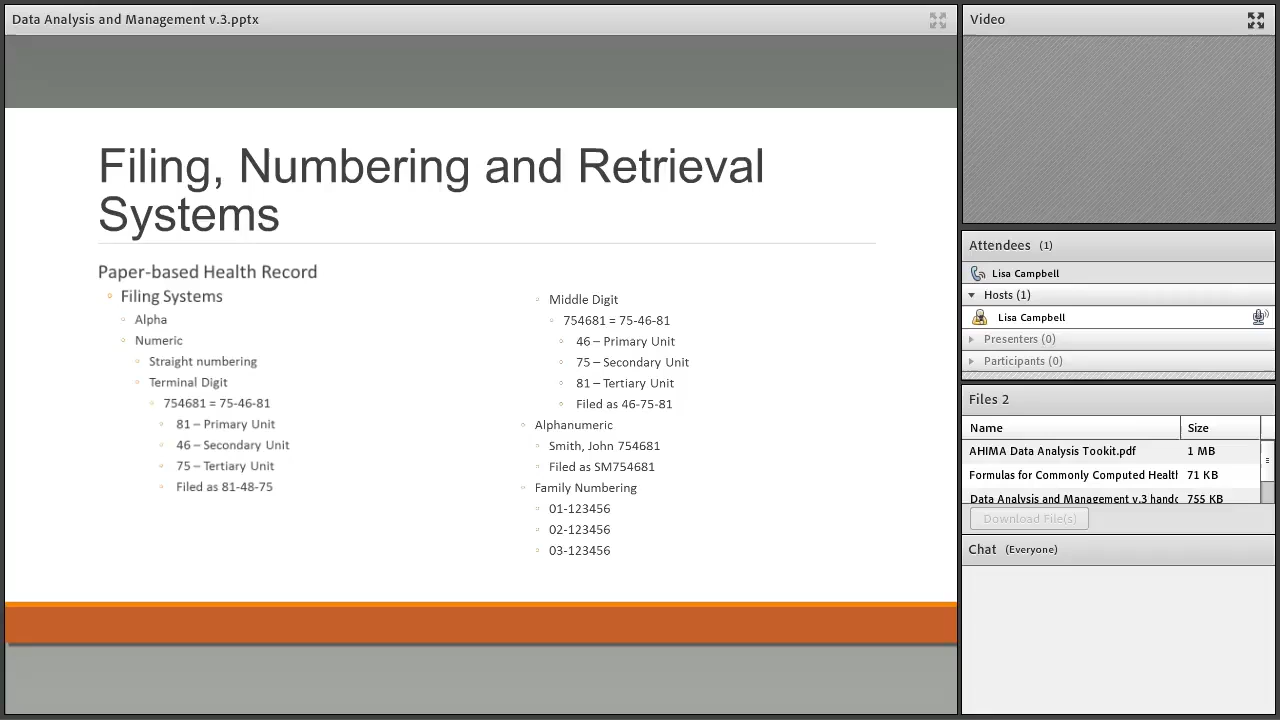 Data Analysis and Management v.3.pptx
Filing, Numbering and Retrieval
Systems
Paper-based Health Record
Filing Systems
Alpha
Numeric
Straight numbering
Terminal Digit
754681 = 75-46-81
81 – Primary Unit
46 – Secondary Unit
75 – Tertiary Unit
Filed as 81-48-75
Middle Digit
754681 = 75-46-81
46 – Primary Unit
75 – Secondary Unit
81 – Tertiary Unit
Filed as 46-75-81
Alphanumeric
Smith, John 754681
Filed as SM754681
Family Numbering
01-123456
02-123456
03-123456
Video
Attendees (1)
Lisa Campbell
Hosts (1)
Lisa Campbell
Presenters (0)
Participants (0)
Files 2
Name Size
AHIMA Data Analysis Tookit.pdf 1 MB
Formulas for Commonly Computed Health 71 KB
Data Analysis and Management v.3 handc 755 KB
Download File(s)
Chat (Everyone)